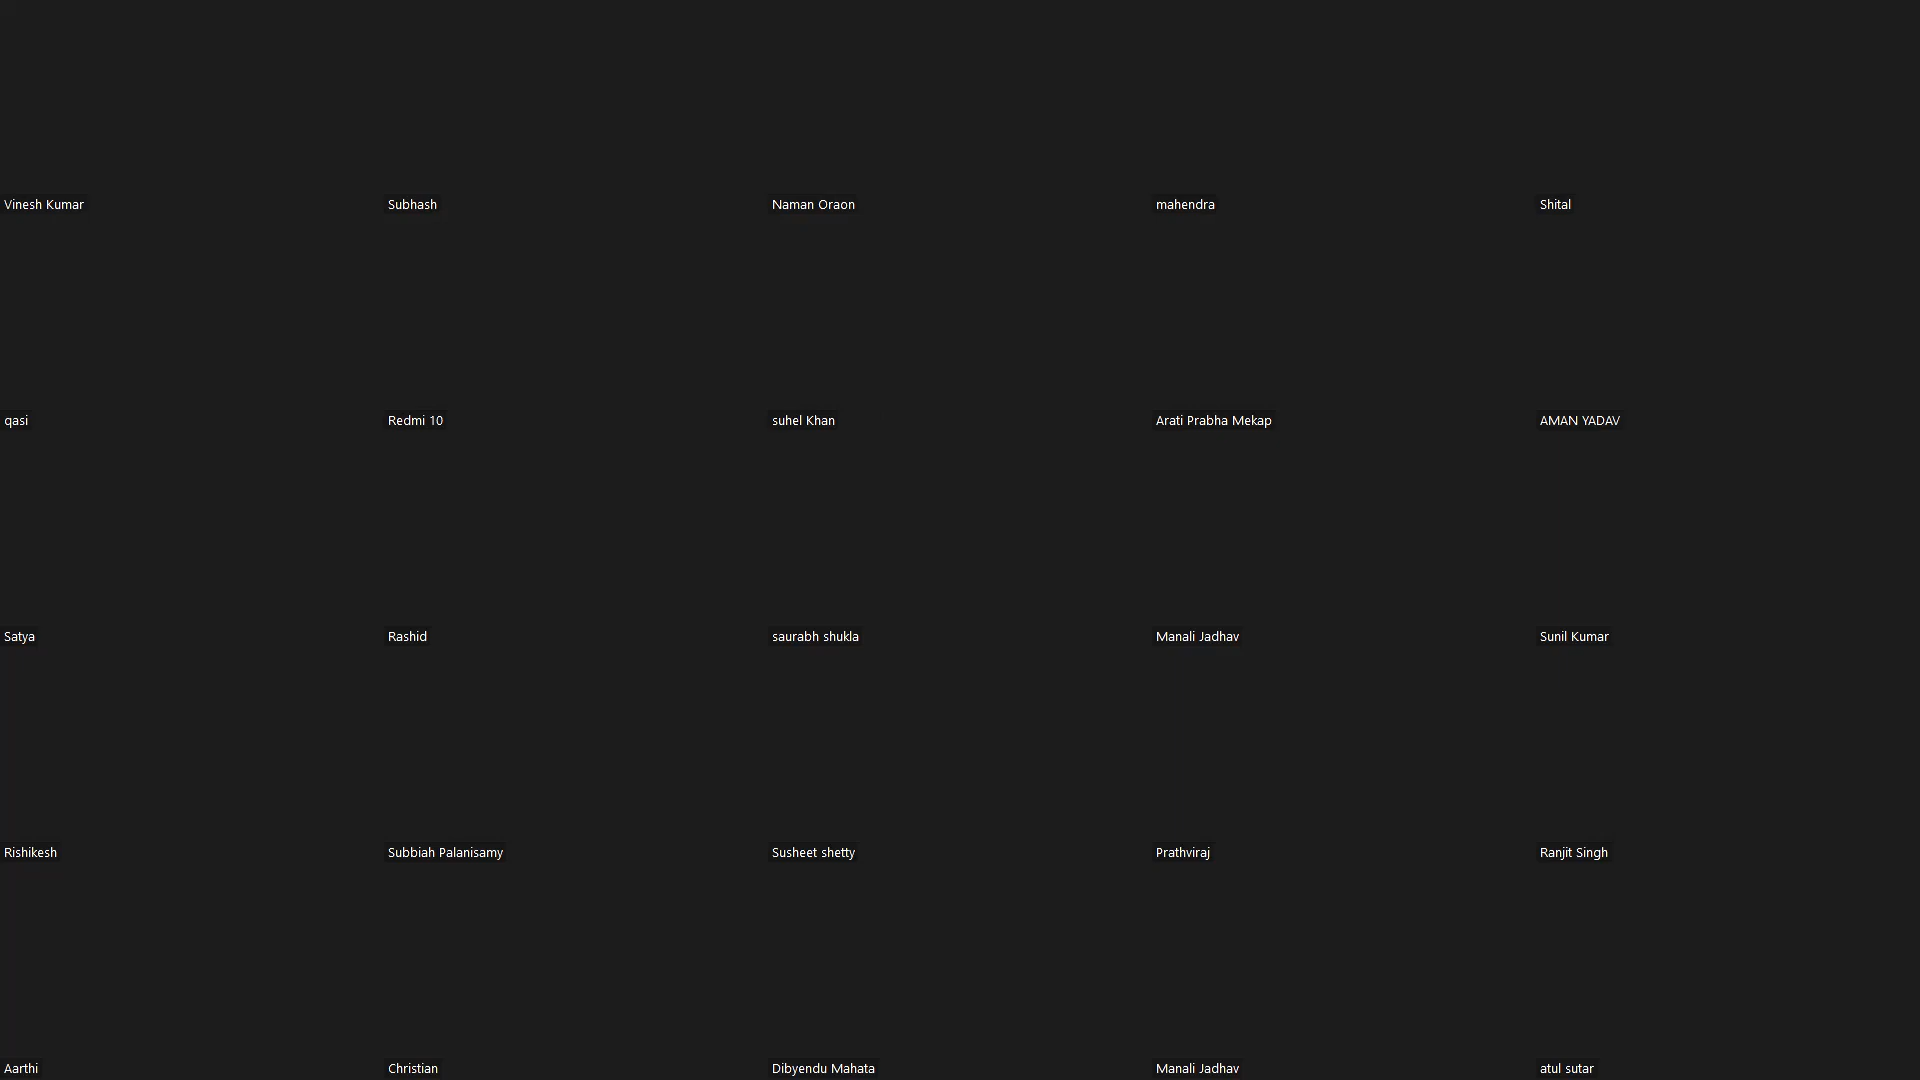 Vinesh Kumar
Subhash
Naman Oraon
mahendra
Shital
qasi
Redmi 10
suhel Khan
Arati Prabha Mekap
AMAN YADAV
Satya
Rashid
saurabh shukla
Manali Jadhav
Sunil Kumar
Rishikesh
Subbiah Palanisamy
Susheet shetty
Prathviraj
Ranjit Singh
Aarthi
Christian
Dibyendu Mahata
Manali Jadhav
atul sutar